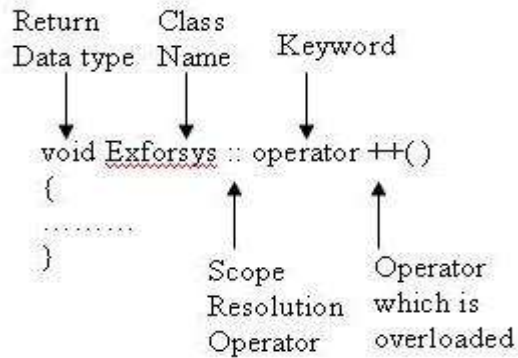 Return
Data type
Class
Name
Keyword
void Exforsys :: operator ++()
{
.........
}
Scope
Resolution
Operator
Operator
which is
overloaded